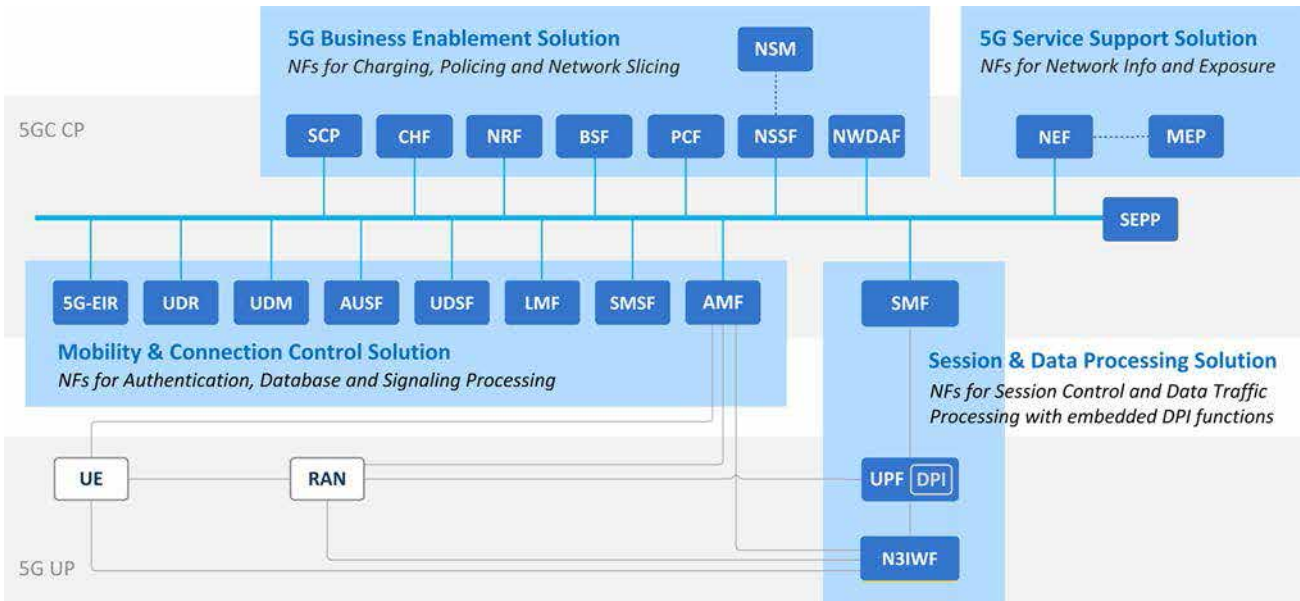 5G Business Enablement Solution
NFs for Charging, Policing and Network Slicing
NSM
5G Service Support Solution
NFs for Network Info and Exposure
5GC CP
SCP
CHF
NRF
BSF
PCF
NSSF
NWDAF
NEF
MEP
SEPP
5G-EIR
UDR
UDM
AUSF
UDSF
LMF
SMSF
AMF
SMF
Mobility & Connection Control Solution
NFs for Authentication, Database and Signaling Processing
Session & Data Processing Solution
NFs for Session Control and Data Traffic
Processing with embedded DPI functions
UE
RAN
UPF DPI
N3IWF
5G UP